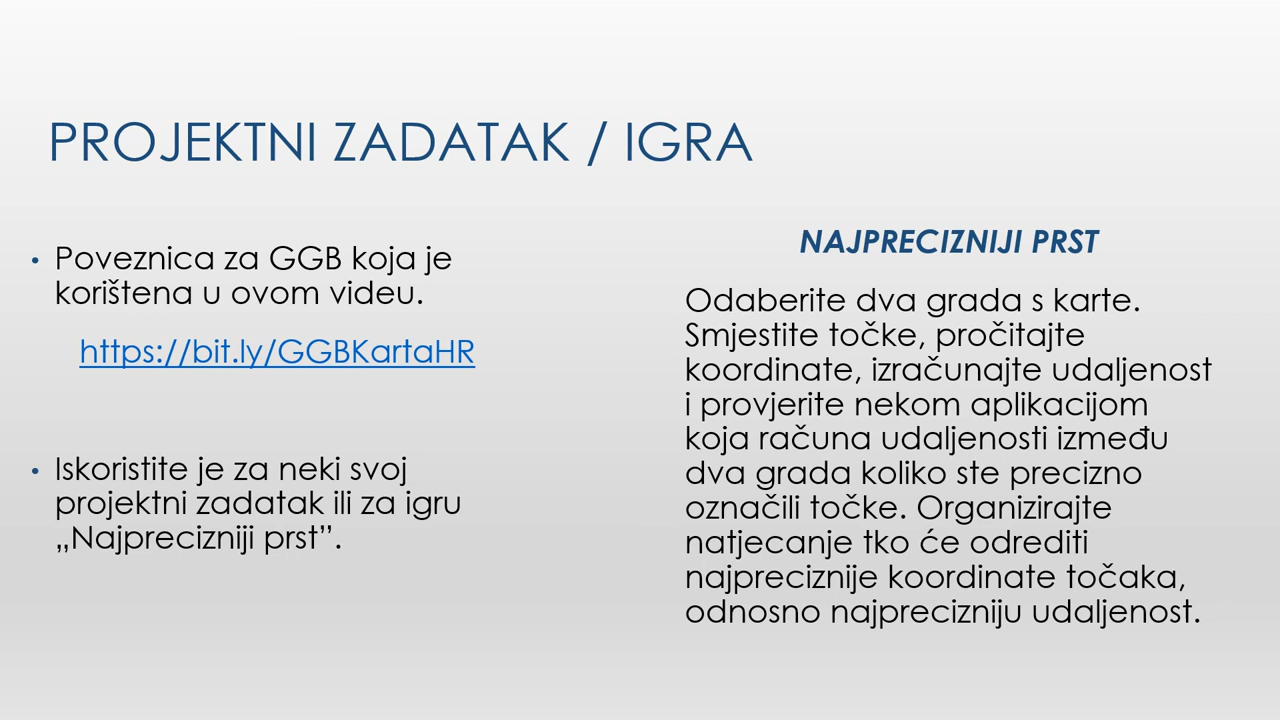 PROJEKTNI ZADATAK / IGRA
• Poveznica za GGB koja je
korištena u ovom videu.
https://bit.ly/GGBKartaHR
• Iskoristite je za neki svoj
projektni zadatak ili za igru
„Najprecizniji prst”.
NAJPRECIZNIJI PRST
Odaberite dva grada s karte.
Smjestite točke, pročitajte
koordinate, izračunajte udaljenost
i provjerite nekom aplikacijom
koja računa udaljenosti između
dva grada koliko ste precizno
označili točke. Organizirajte
natjecanje tko će odrediti
najpreciznije koordinate točaka,
odnosno najprecizniju udaljenost.